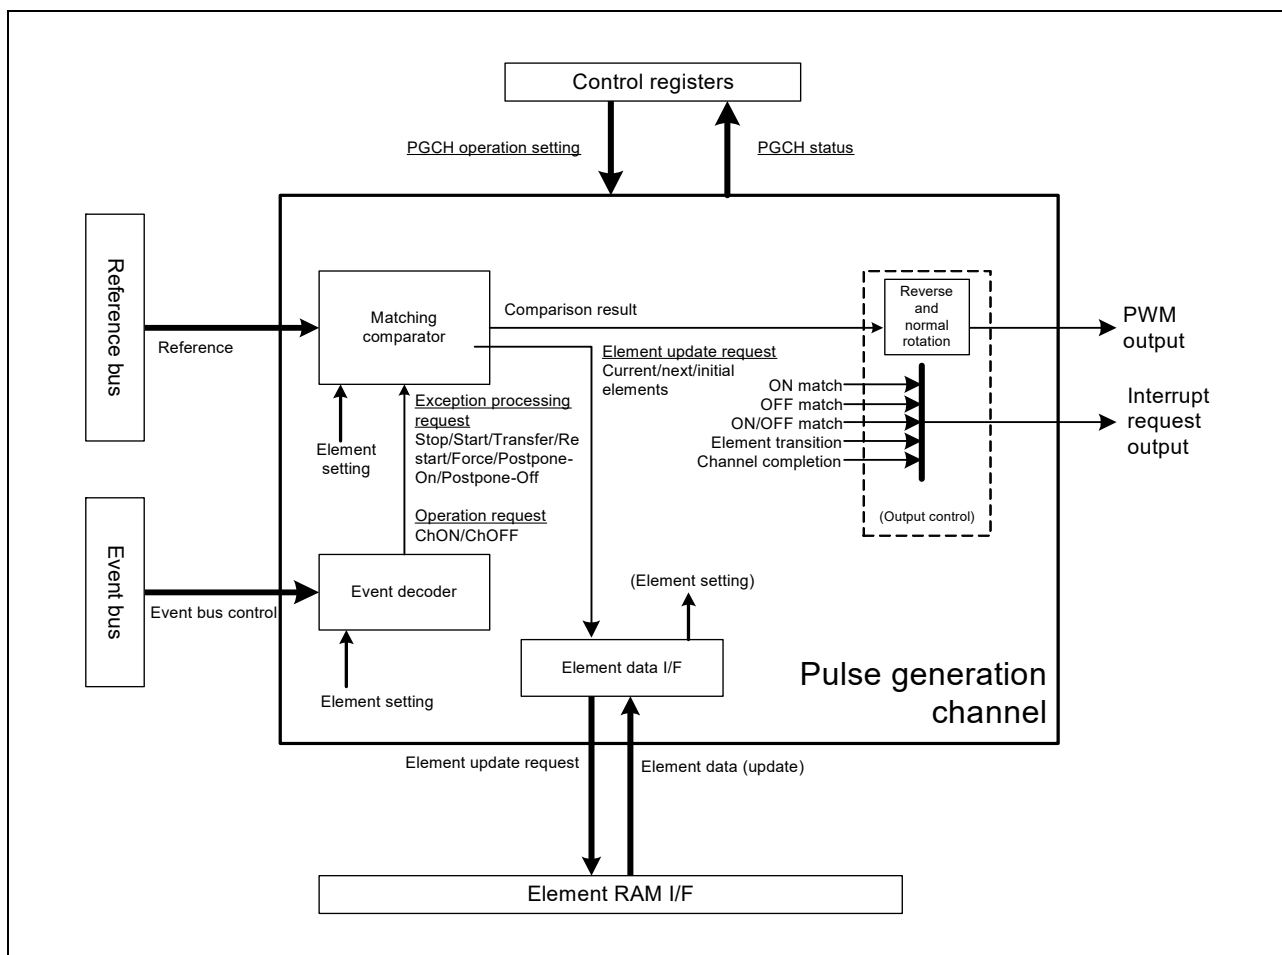 Control registers
PGCH operation setting
PGCH status
Reference bus
Reference
Matching
comparator
Comparison result
Reverse
and
normal
rotation
PWM
output
Element update request
Current/next/initial
elements
ON match
OFF match
ON/OFF match
Element transition
Channel completion
Interrupt
request
output
(Output control)
Element
setting
Exception processing
request
Stop/Start/Transfer/Re
start/Force/Postpone-
On/Postpone-Off
Operation request
ChON/ChOFF
Event bus
Event bus control
Event decoder
Element setting
(Element setting)
Element data I/F
Pulse generation
channel
Element update request
Element data (update)
Element RAM I/F